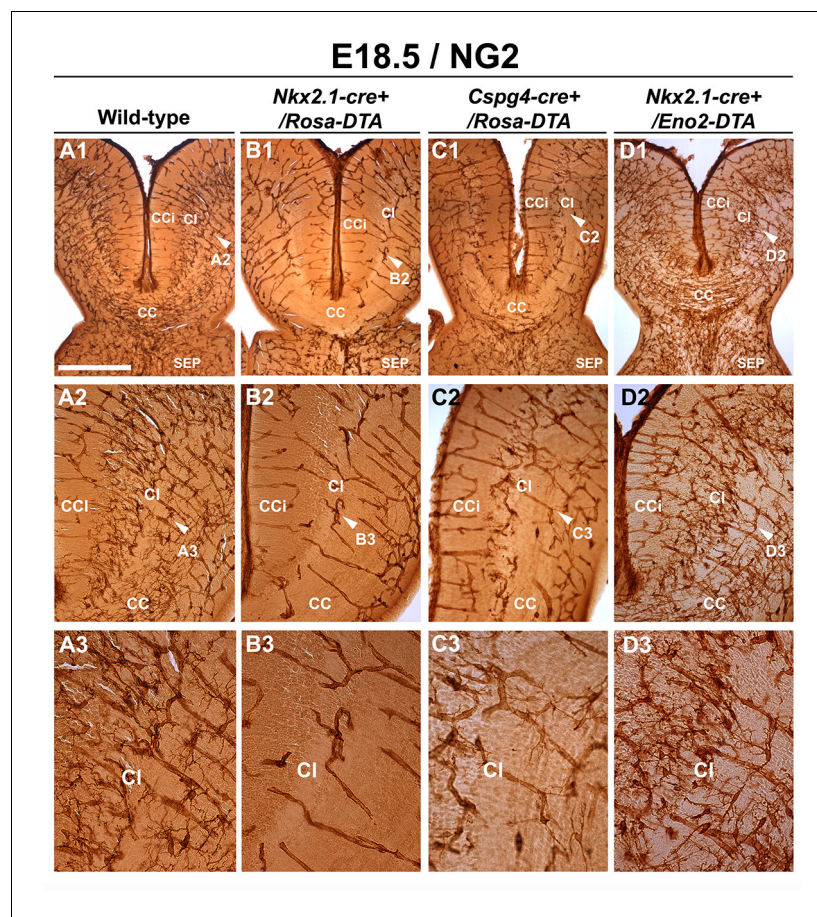 E18.5 / NG2
Wild-type
Nkx2.1-cre+
/Rosa-DTA
Cspg4-cre+
/Rosa-DTA
Nkx2.1-cre+
/Eno2-DTA
A1
CCi
CI
A2
CC
SEP
B1
CCi
CI
B2
CC
SEP
C1
CCi
CI
C2
CC
SEP
D1
CCi
CI
D2
CC
SEP
A2
CCI
CI
A3
CC
B2
CCi
CI
B3
CC
C2
CCi
CI
C3
CC
D2
CCi
CI
D3
CC
A3
CI
B3
CI
C3
CI
D3
CI